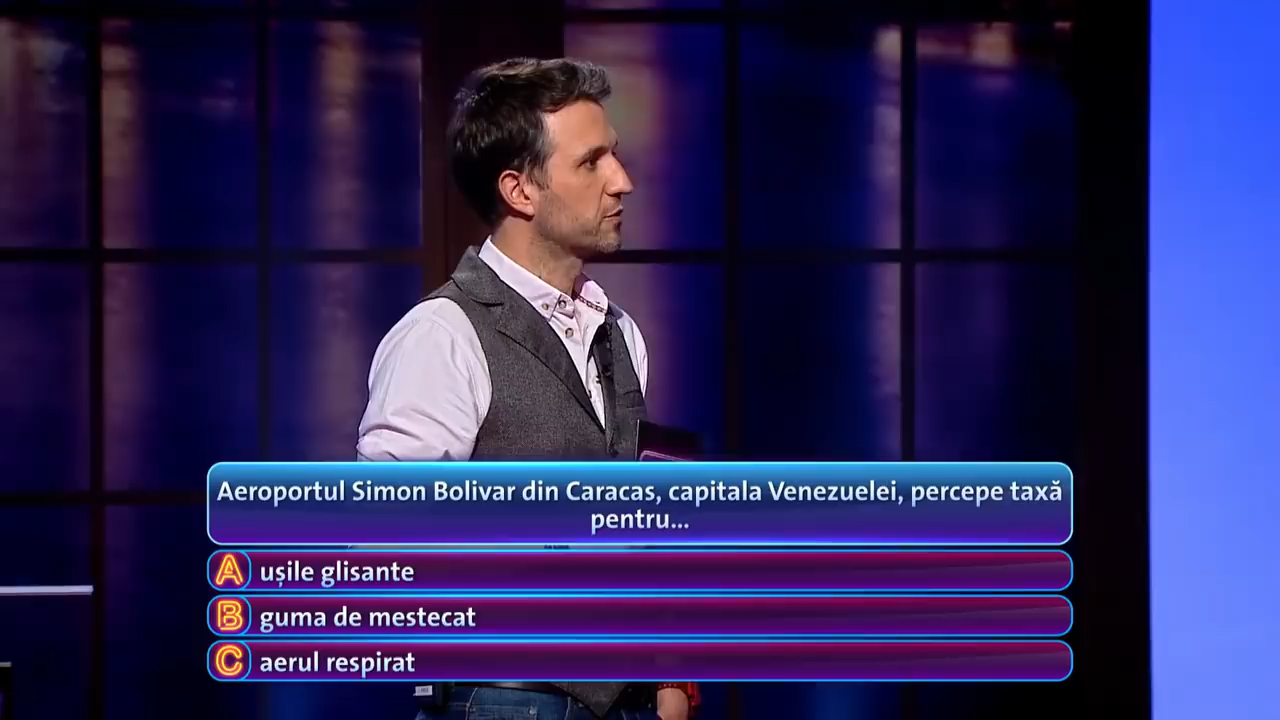 Aeroportul Simon Bolivar din Caracas, capitala Venezuelei, percepe taxă
pentru...
A ușile glisante
B guma de mestecat
C aerul respirat